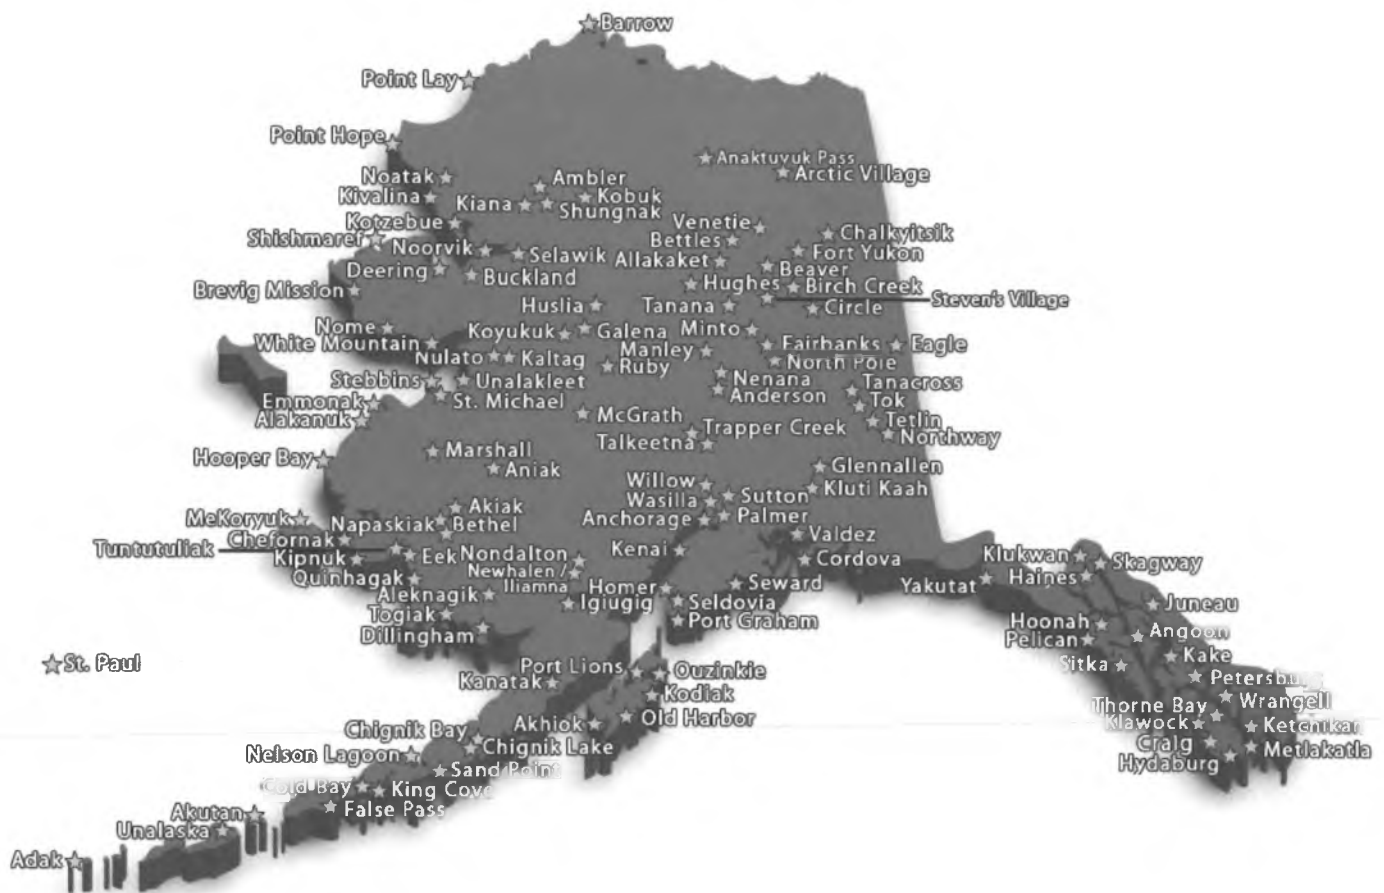 Barrow
Point Lay
Point Hope
Anaktuvuk Pass
Arctic Village
Noatak
Ambler
Kivalina
Kiana
Kobuk
Shungnak
Kotzebue
Venetie
Chalkyitsik
Shishmaref
Noorvik
Selawik
Bettles
Fort Yukon
Deering
Buckland
Allakaket
Beaver
Brevig Mission
Hughes
Birch Creek
Steven's Village
Huslia
Tanana
Circle
Nome
Koyukuk
Galena
Minto
White Mountain
Fairbanks
Eagle
Nulato
Kaltag
Manley
North Pole
Ruby
Stebbins
Unalakleet
Nenana
Tanacross
St. Michael
Anderson
Emmonak
Tok
Alakanuk
McGrath
Trapper Creek
Tetlin
Talkeetna
Northway
Hooper Bay
Marshall
Aniak
Glennallen
Willow
Kluti Kaah
Wasilla
Sutton
Akiak
MeKoryuk
Napaskiak
Bethel
Anchorage
Palmer
Chefornak
Valdez
Tuntutuliak
Eek
Nondalton
Kenai
Kipnuk
Newhalen /
Iliamna
Cordova
Klukwan
Skagway
Quinhagak
Homer
Seward
Yakutat
Haines
Aleknagik
Igiugig
Seldovia
Juneau
Togiak
Port Graham
Hoonah
Dillingham
Angoon
Pelican
St. Paul
Port Lions
Ouzinkie
Sitka
Kake
Kanatak
Kodiak
Petersburg
Wrangell
Akhiok
Old Harbor
Thorne Bay
Chignik Bay
Klawock
Ketchikan
Chignik Lake
Nelson Lagoon
Craig
Metlakatla
Sand Point
Hydaburg
Cold Bay
King Cove
False Pass
Akutan
Unalaska
Adak